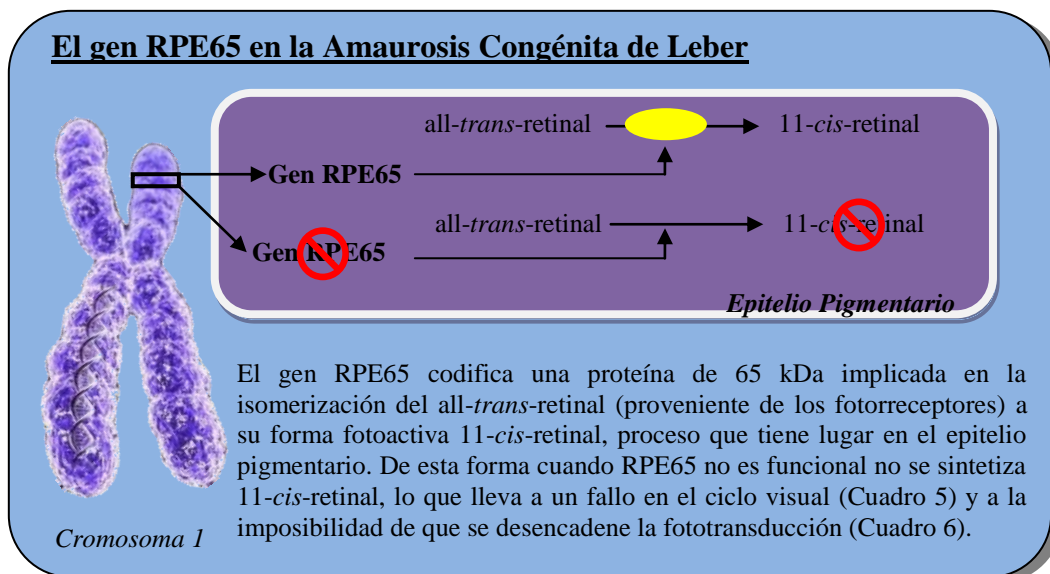 El gen RPE65 en la Amaurosis Congénita de Leber
all-trans-retinal
11-cis-retinal
Gen RPE65
all-trans-retinal
11-cis-retinal
Gen RPE65
Epitelio Pigmentario
El gen RPE65 codifica una proteína de 65 kDa implicada en la
isomerización del all-trans-retinal (proveniente de los fotorreceptores) a
su forma fotoactiva 11-cis-retinal, proceso que tiene lugar en el epitelio
pigmentario. De esta forma cuando RPE65 no es funcional no se sintetiza
11-cis-retinal, lo que lleva a un fallo en el ciclo visual (Cuadro 5) y a la
imposibilidad de que se desencadene la fototransducción (Cuadro 6).
Cromosoma 1